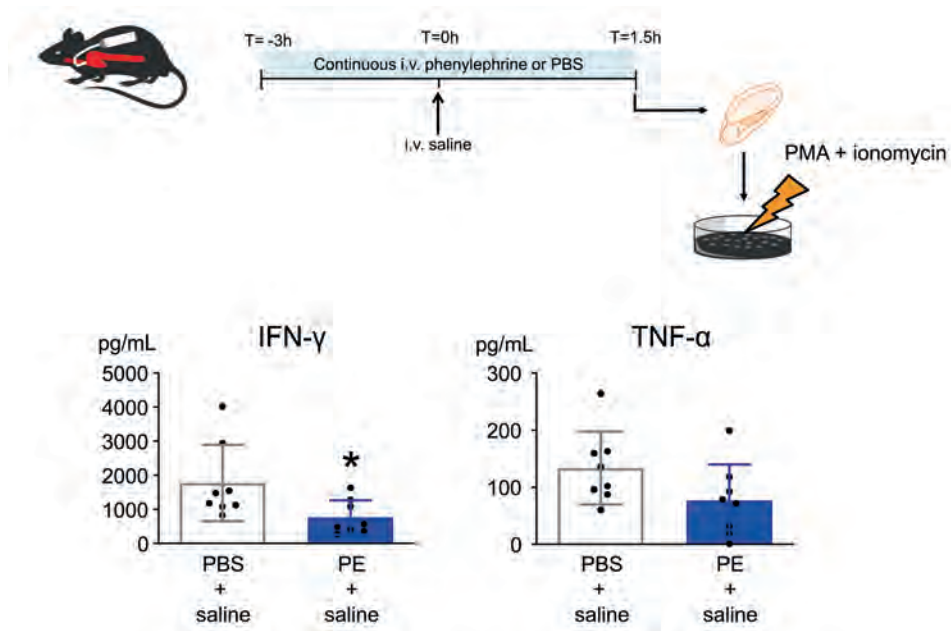 T= -3h T=0h T=1.5h
Continuous i.v. phenylephrine or PBS
i.v. saline
PMA + ionomycin
IFN-γ
pg/mL
5000
4000
3000
2000
1000
0
*
PBS
+
saline
PE
+
saline
TNF-α
pg/mL
300
200
100
0
PBS
+
saline
PE
+
saline